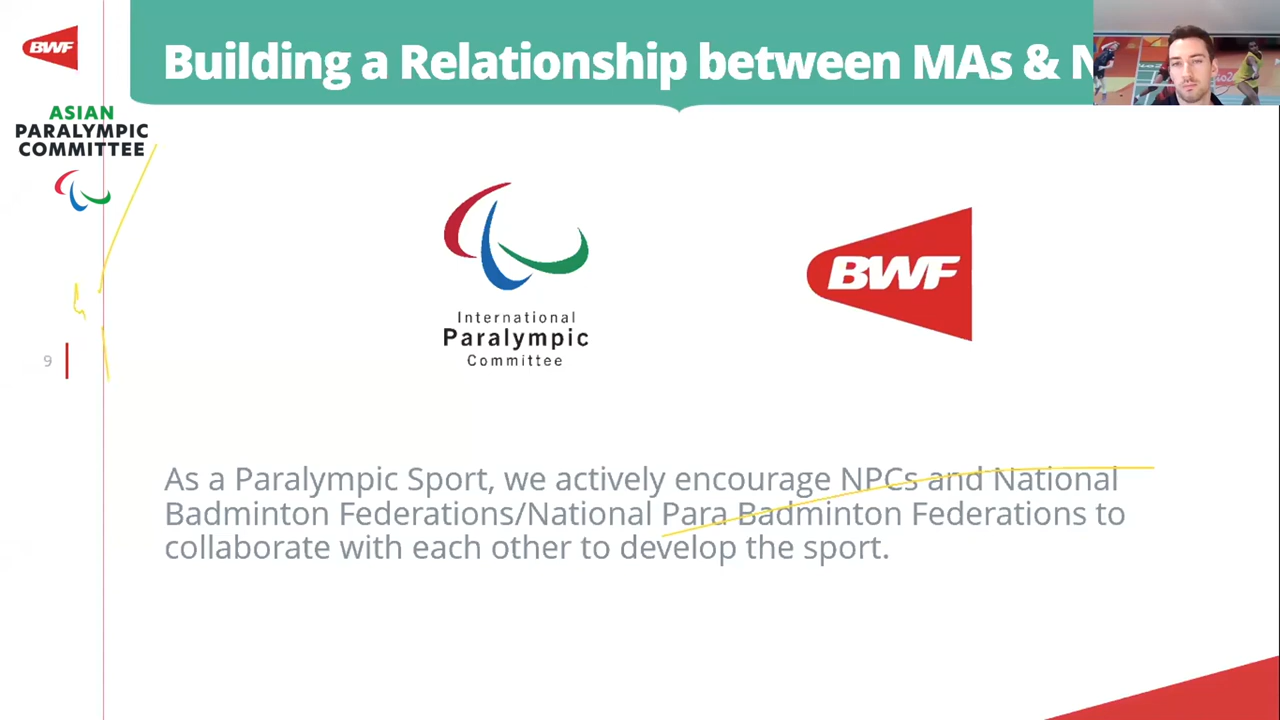 BWF
Building a Relationship between MAs &
ASIAN
PARALYMPIC
COMMITTEE
International
Paralympic
Committee
BWF
9
As a Paralympic Sport, we actively encourage NPCs and National
Badminton Federations/National Para Badminton Federations to
collaborate with each other to develop the sport.